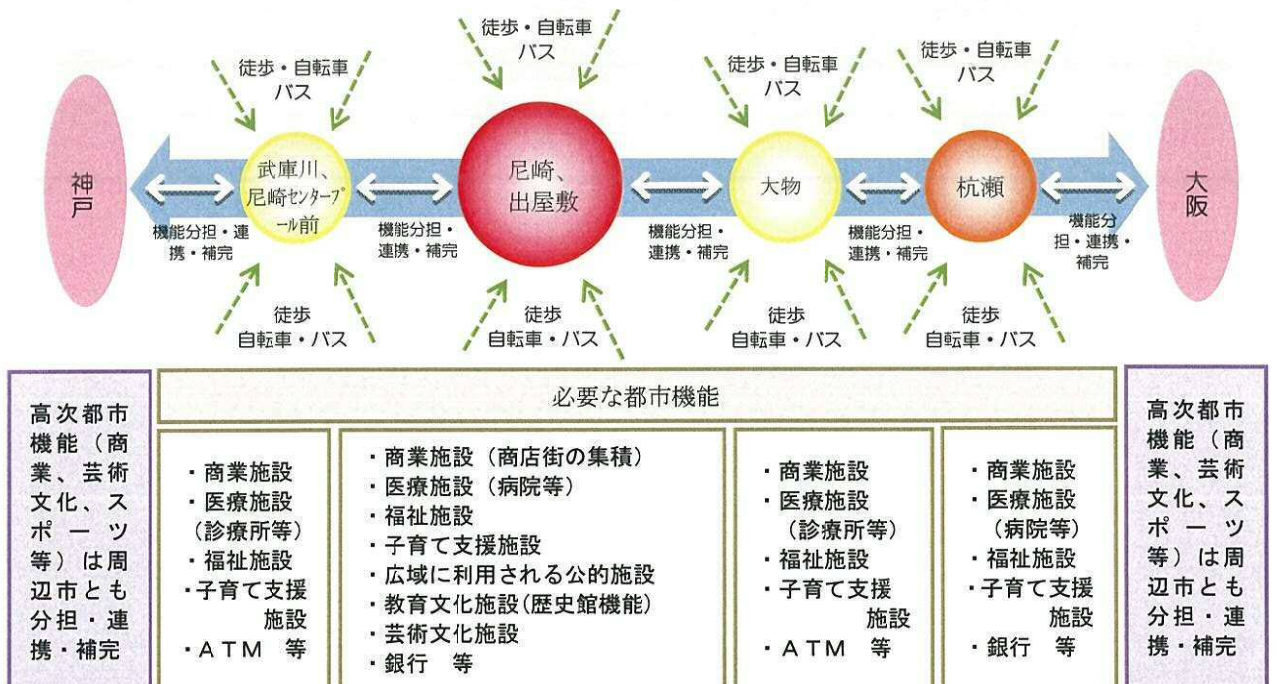 徒歩・自転車
バス
徒歩・自転車
バス
徒歩・自転車
バス
徒歩・自転車
バス
神戸
武庫川、
尼崎センタープ
ール前
尼崎、
出屋敷
大物
杭瀬
大阪
機能分担・連
携・補完
機能分担・
連携・補完
機能分担・
連携・補完
機能分担・
連携・補完
機能分
担・連携・
補完
徒歩
自転車・バス
徒歩
自転車・バス
徒歩
自転車・バス
徒歩
自転車・バス
高次都市
機能（商
業、芸術
文化、ス
ポーツ
等）は周
辺市とも
分担・連
携・補完
必要な都市機能
・商業施設
・医療施設
（診療所等）
・福祉施設
・子育て支援
施設
・ＡＴＭ　等
・商業施設（商店街の集積）
・医療施設（病院等）
・福祉施設
・子育て支援施設
・広域に利用される公的施設
・教育文化施設(歴史館機能)
・芸術文化施設
・銀行　等
・商業施設
・医療施設
（診療所等）
・福祉施設
・子育て支援
施設
・ＡＴＭ　等
・商業施設
・医療施設
（病院等）
・福祉施設
・子育て支援
施設
・銀行　等
高次都市
機能（商
業、芸術
文化、ス
ポーツ
等）は周
辺市とも
分担・連
携・補完